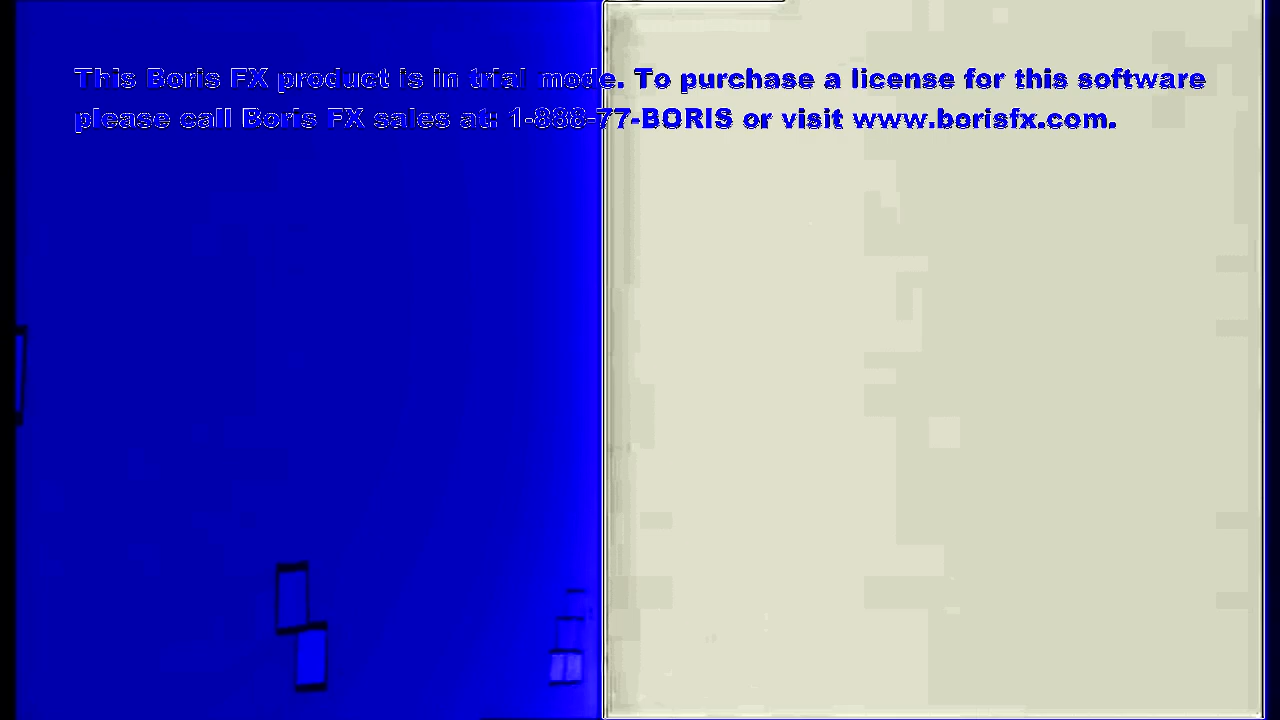 This Boris FX product is in trial mode. To purchase a license for this software
please call Boris FX sales at: 1-888-77-BORIS or visit www.borisfx.com.